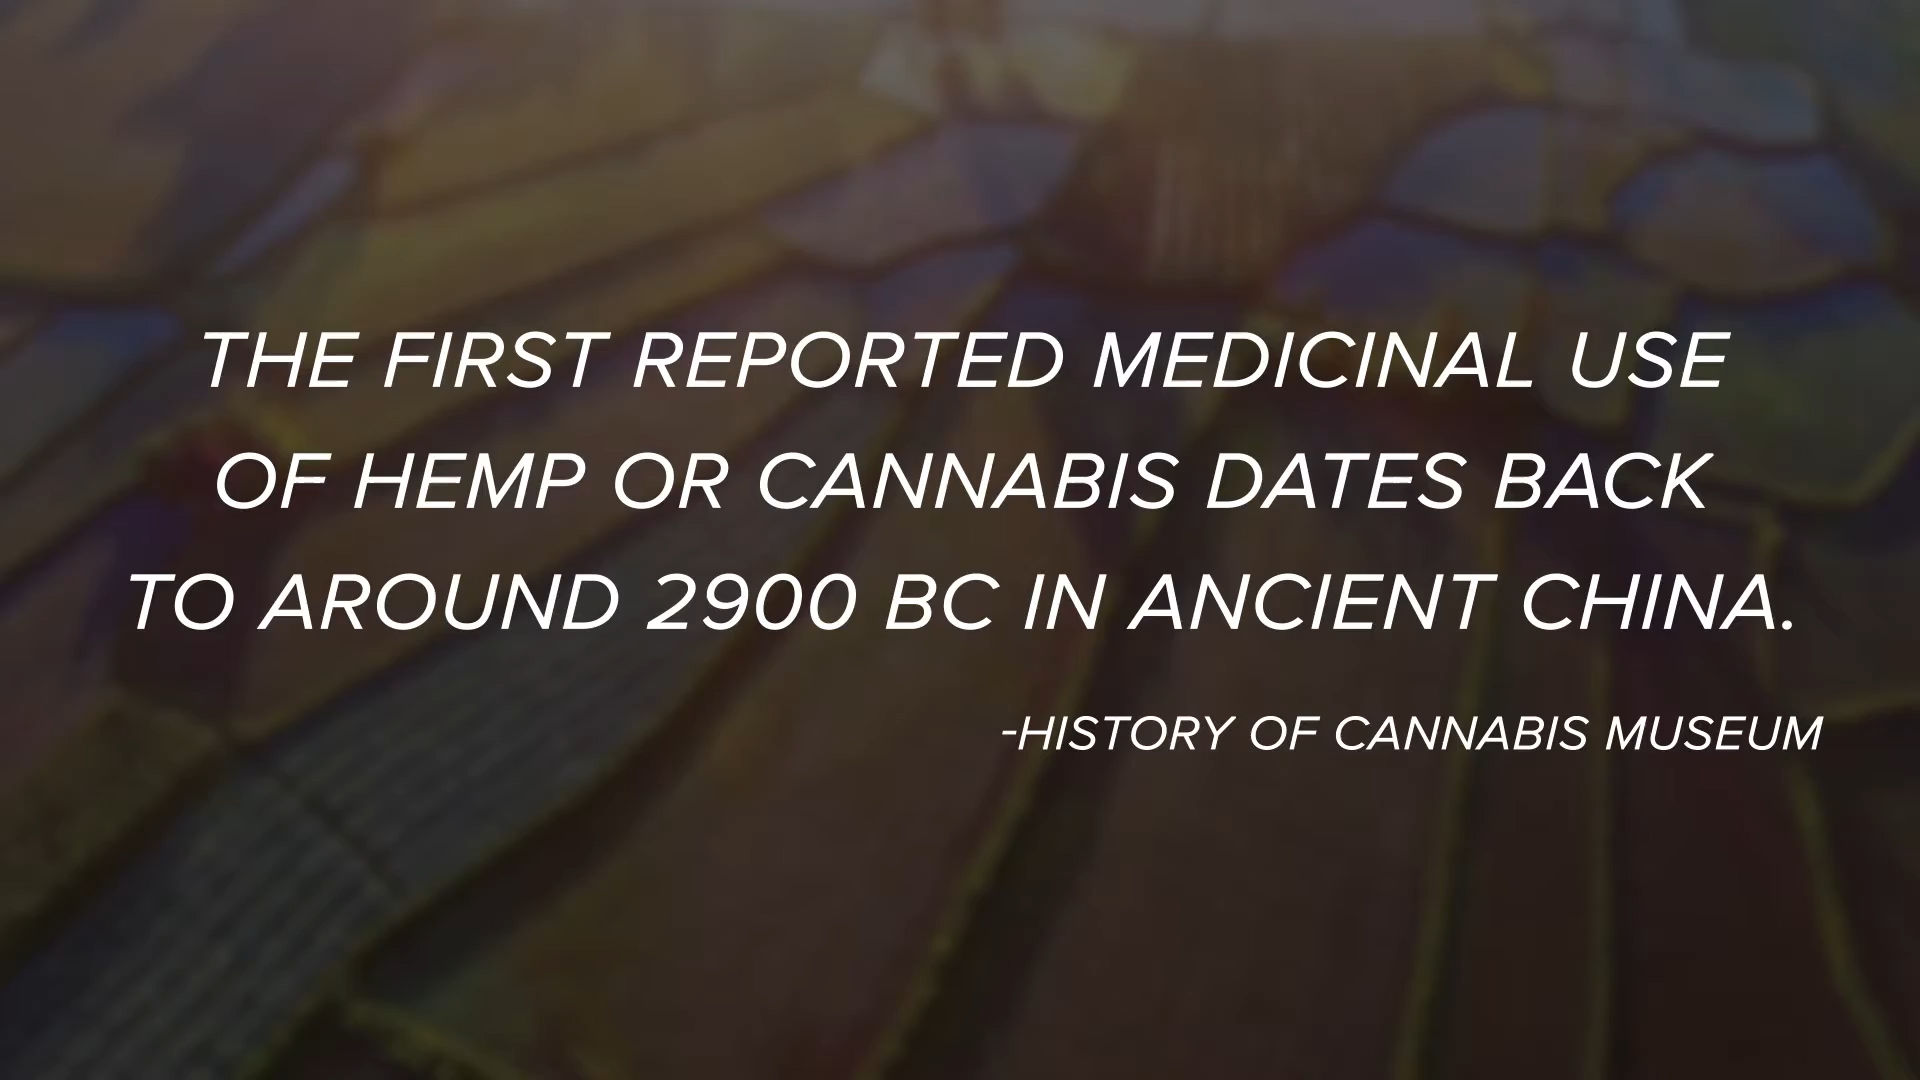 THE FIRST REPORTED MEDICINAL USE
OF HEMP OR CANNABIS DATES BACK
TO AROUND 2900 BC IN ANCIENT CHINA.
-HISTORY OF CANNABIS MUSEUM